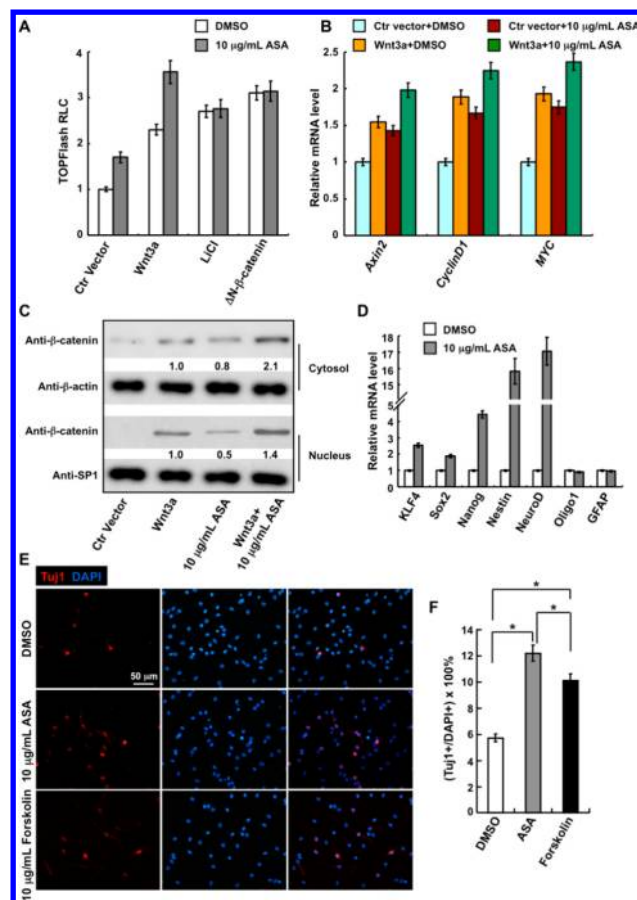 A
DMSO
10 μg/mL ASA
TOPFlash RLC
4
3
2
1
0
Ctr Vector
Wnt3a
LiCl
ΔN-β-catenin
B
Ctr vector+DMSO
Ctr vector+10 μg/mL ASA
Wnt3a+DMSO
Wnt3a+10 μg/mL ASA
Relative mRNA level
2.5
2
1.5
1
0.5
0
Axin2
CyclinD1
MYC
C
Anti-β-catenin
1.0 0.8 2.1
Cytosol
Anti-β-actin
Anti-β-catenin
1.0 0.5 1.4
Nucleus
Anti-SP1
Ctr Vector
Wnt3a
10 μg/mL ASA
Wnt3a+
10 μg/mL ASA
D
DMSO
10 μg/mL ASA
Relative mRNA level
18
17
16
15
14
5
4
3
2
1
0
KLF4
Sox2
Nanog
Nestin
NeuroD
Oligo1
GFAP
E
Tuj1 DAPI
DMSO
50 μm
10 μg/mL ASA
10 μg/mL Forskolin
F
(Tuj1+/DAPI+) x 100%
14
12
10
8
6
4
2
0
*
*
*
DMSO
ASA
Forskolin